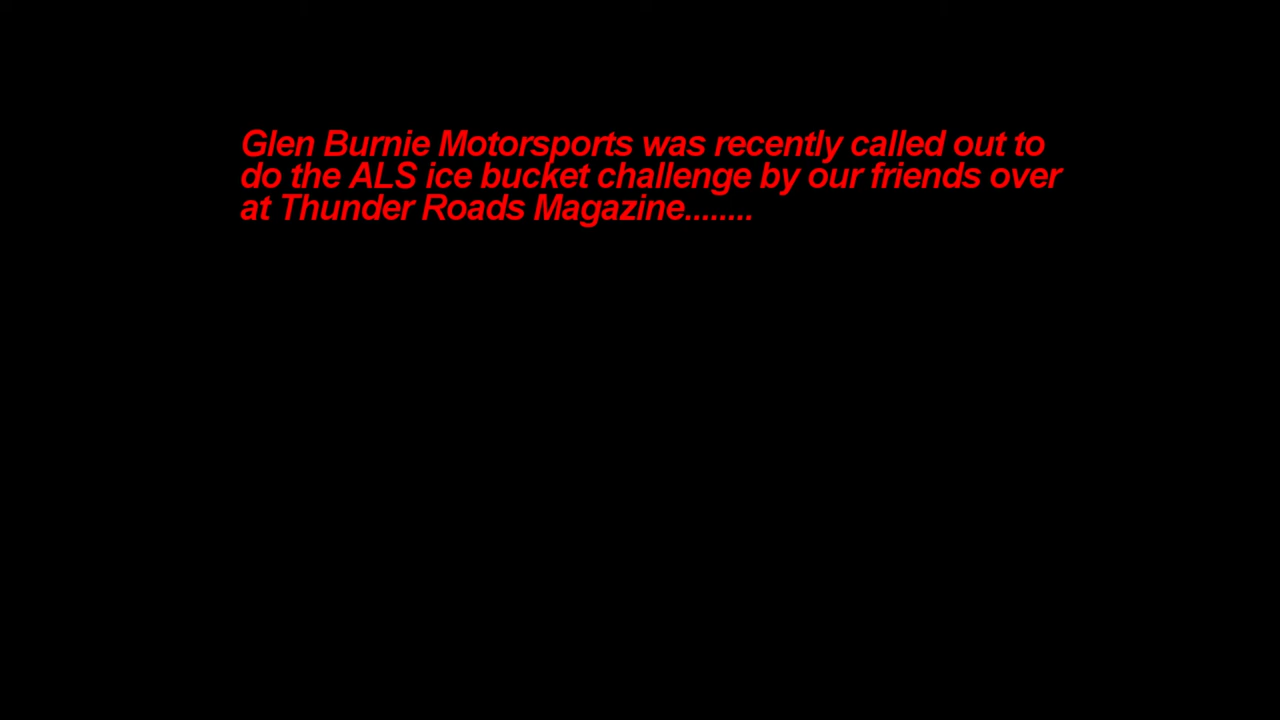 Glen Burnie Motorsports was recently called out to
do the ALS ice bucket challenge by our friends over
at Thunder Roads Magazine........